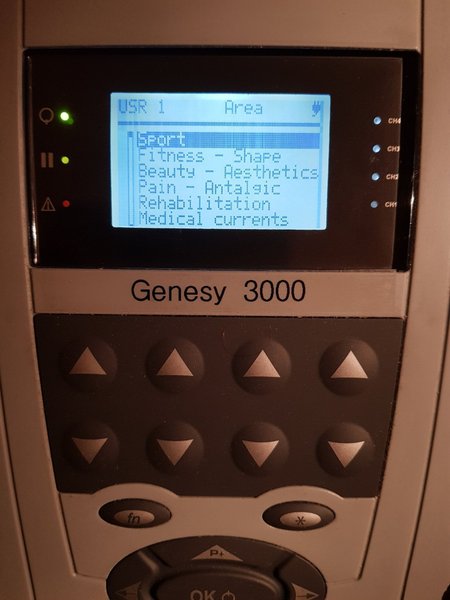 USR 1 Area
Sport
Fitness - Shape
Beauty - Aesthetics
Pain - Antalgic
Rehabilitation
Medical currents
CH4
CH3
CH2
CH1
Genesy 3000
fn
*
P+
OK